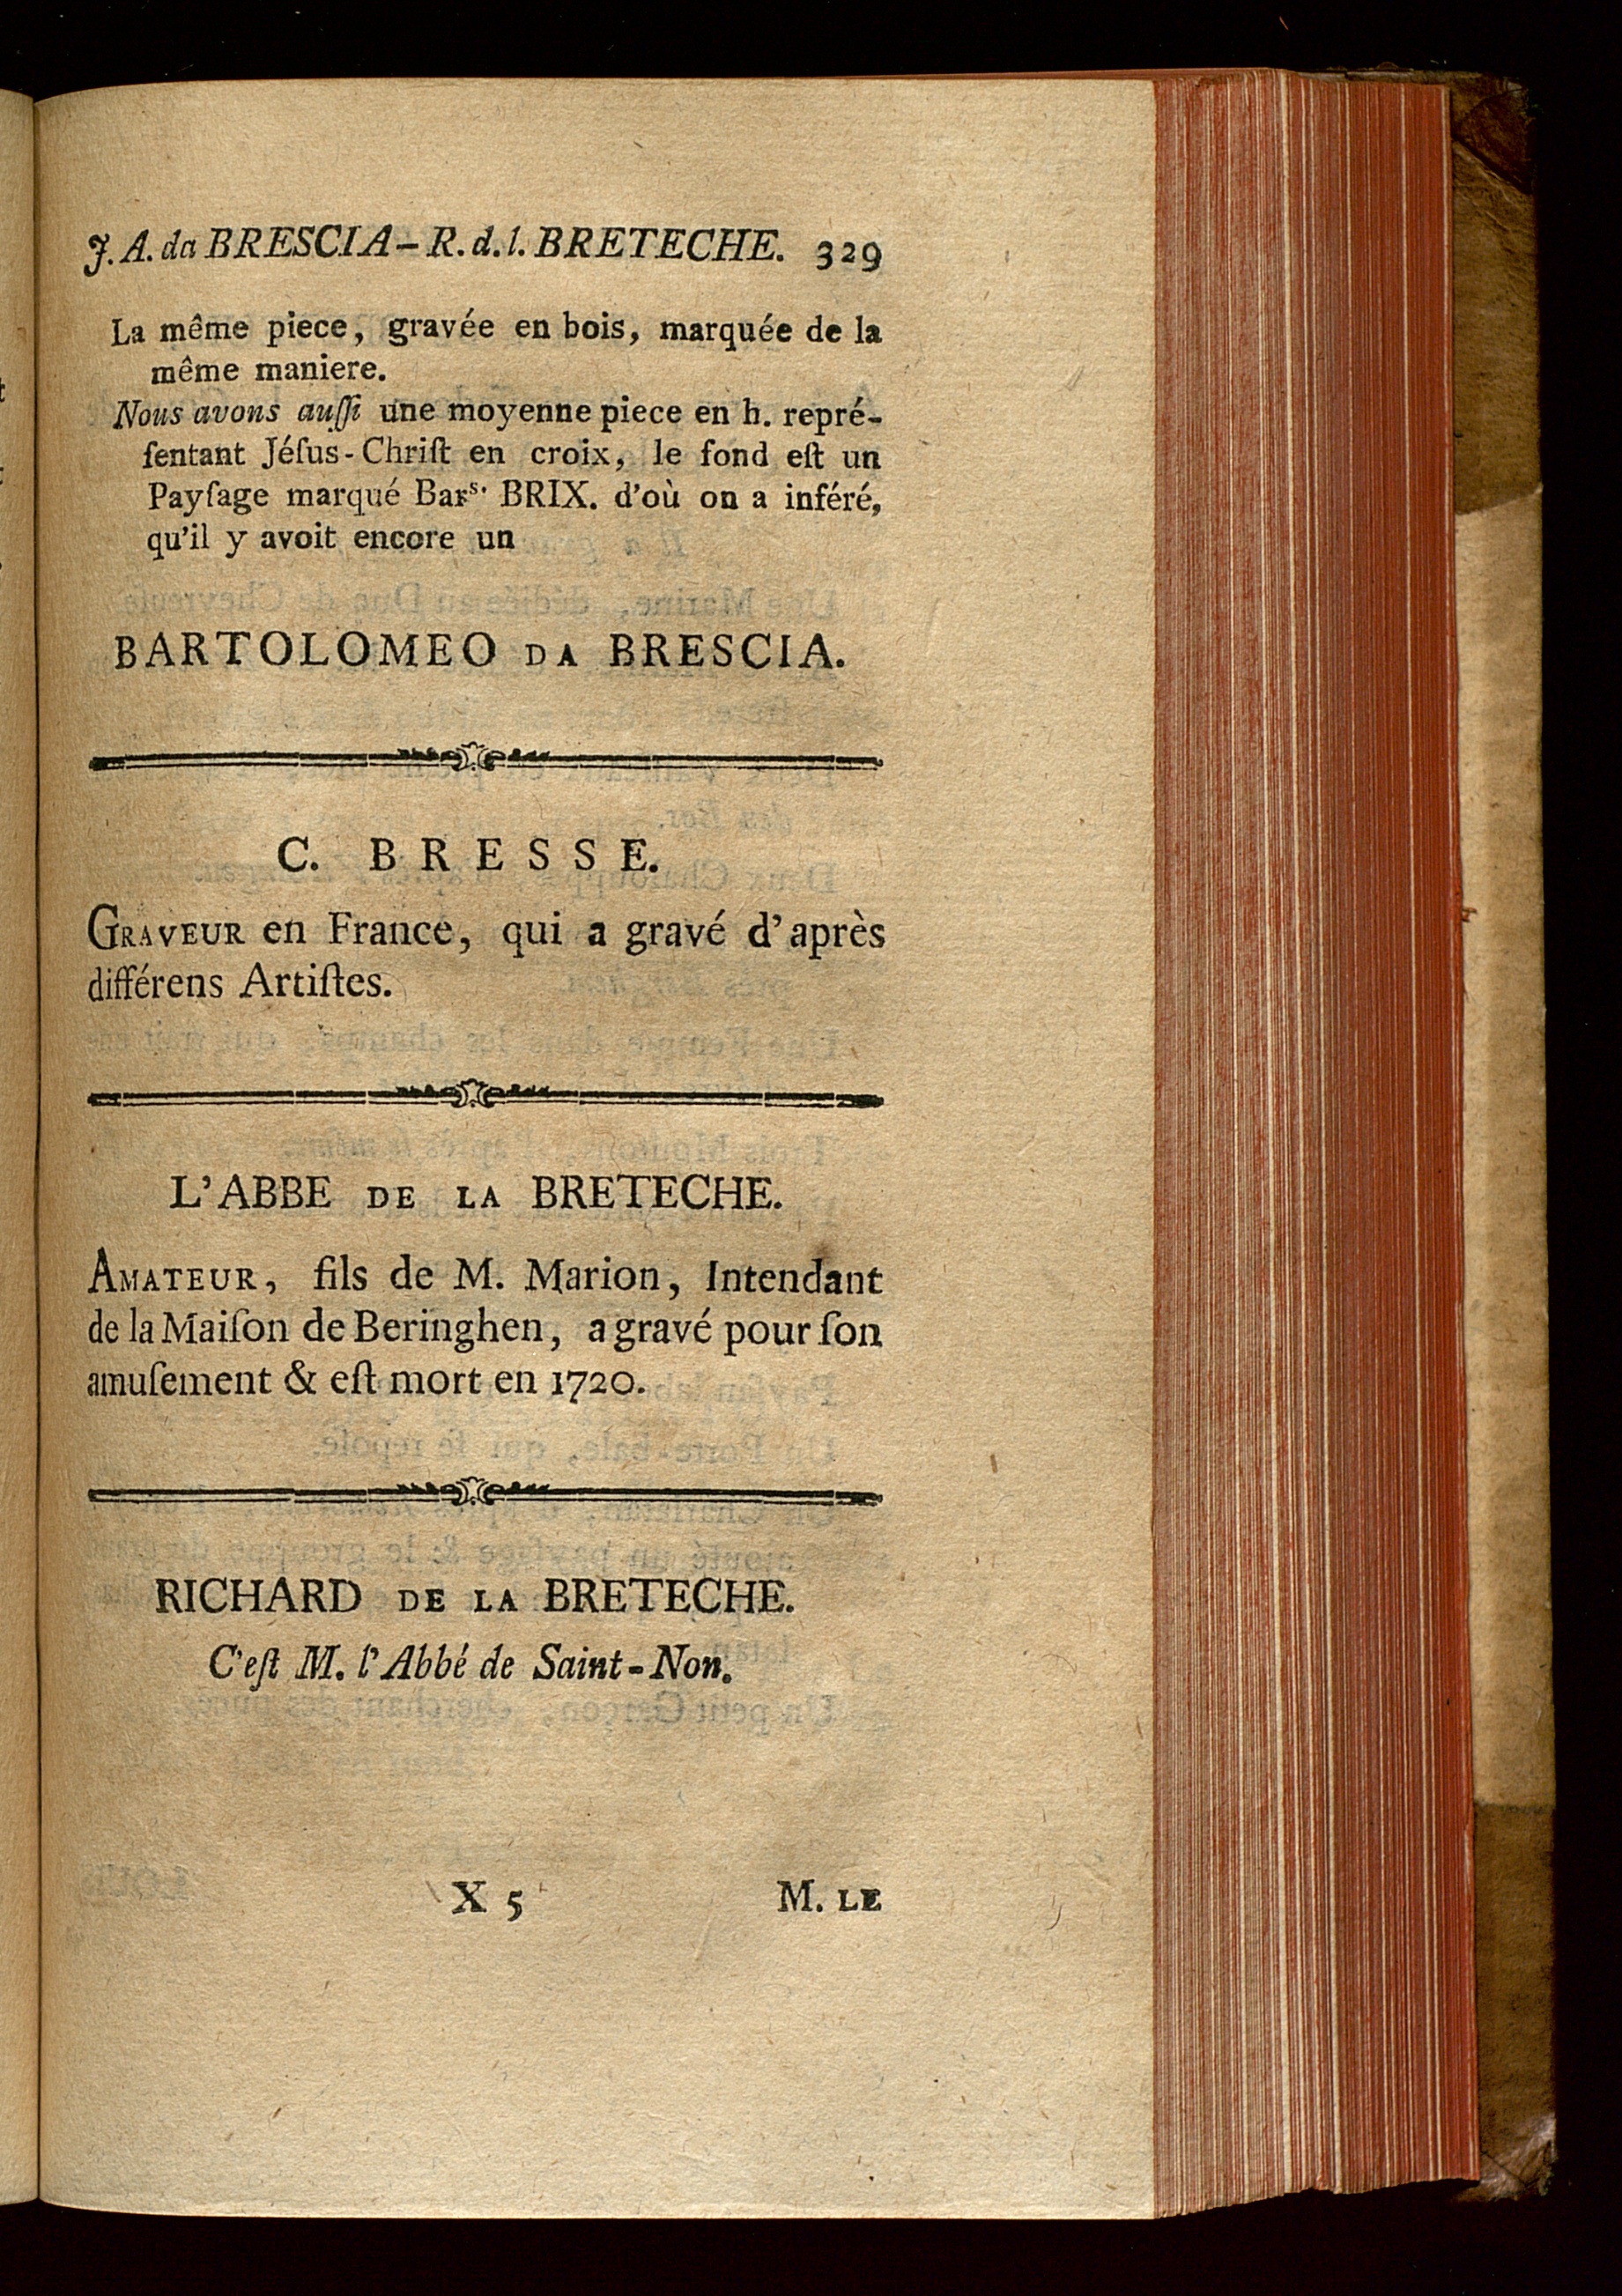 J. A. da BRESCIA – R. d. l. BRETECHE. 329
La même piece, gravée en bois, marquée de la
même maniere.
Nous avons auſſi une moyenne piece en h. repré-
ſentant Jéſus-Chriſt en croix, le fond eſt un
Payſage marqué Barˢ· BRIX. d'où on a inféré,
qu'il y avoit encore un
BARTOLOMEO DA BRESCIA.
C. BRESSE.
GRAVEUR en France, qui a gravé d'après
différens Artiſtes.
L'ABBE DE LA BRETECHE.
AMATEUR, fils de M. Marion, Intendant
de la Maiſon de Beringhen, a gravé pour ſon
amuſement & eſt mort en 1720.
RICHARD DE LA BRETECHE.
C'eſt M. l'Abbé de Saint-Non.
X 5 M. LE